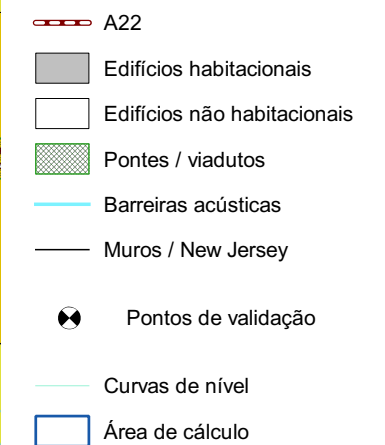 A22
Edifícios habitacionais
Edifícios não habitacionais
Pontes / viadutos
Barreiras acústicas
Muros / New Jersey
Pontos de validação
Curvas de nível
Área de cálculo